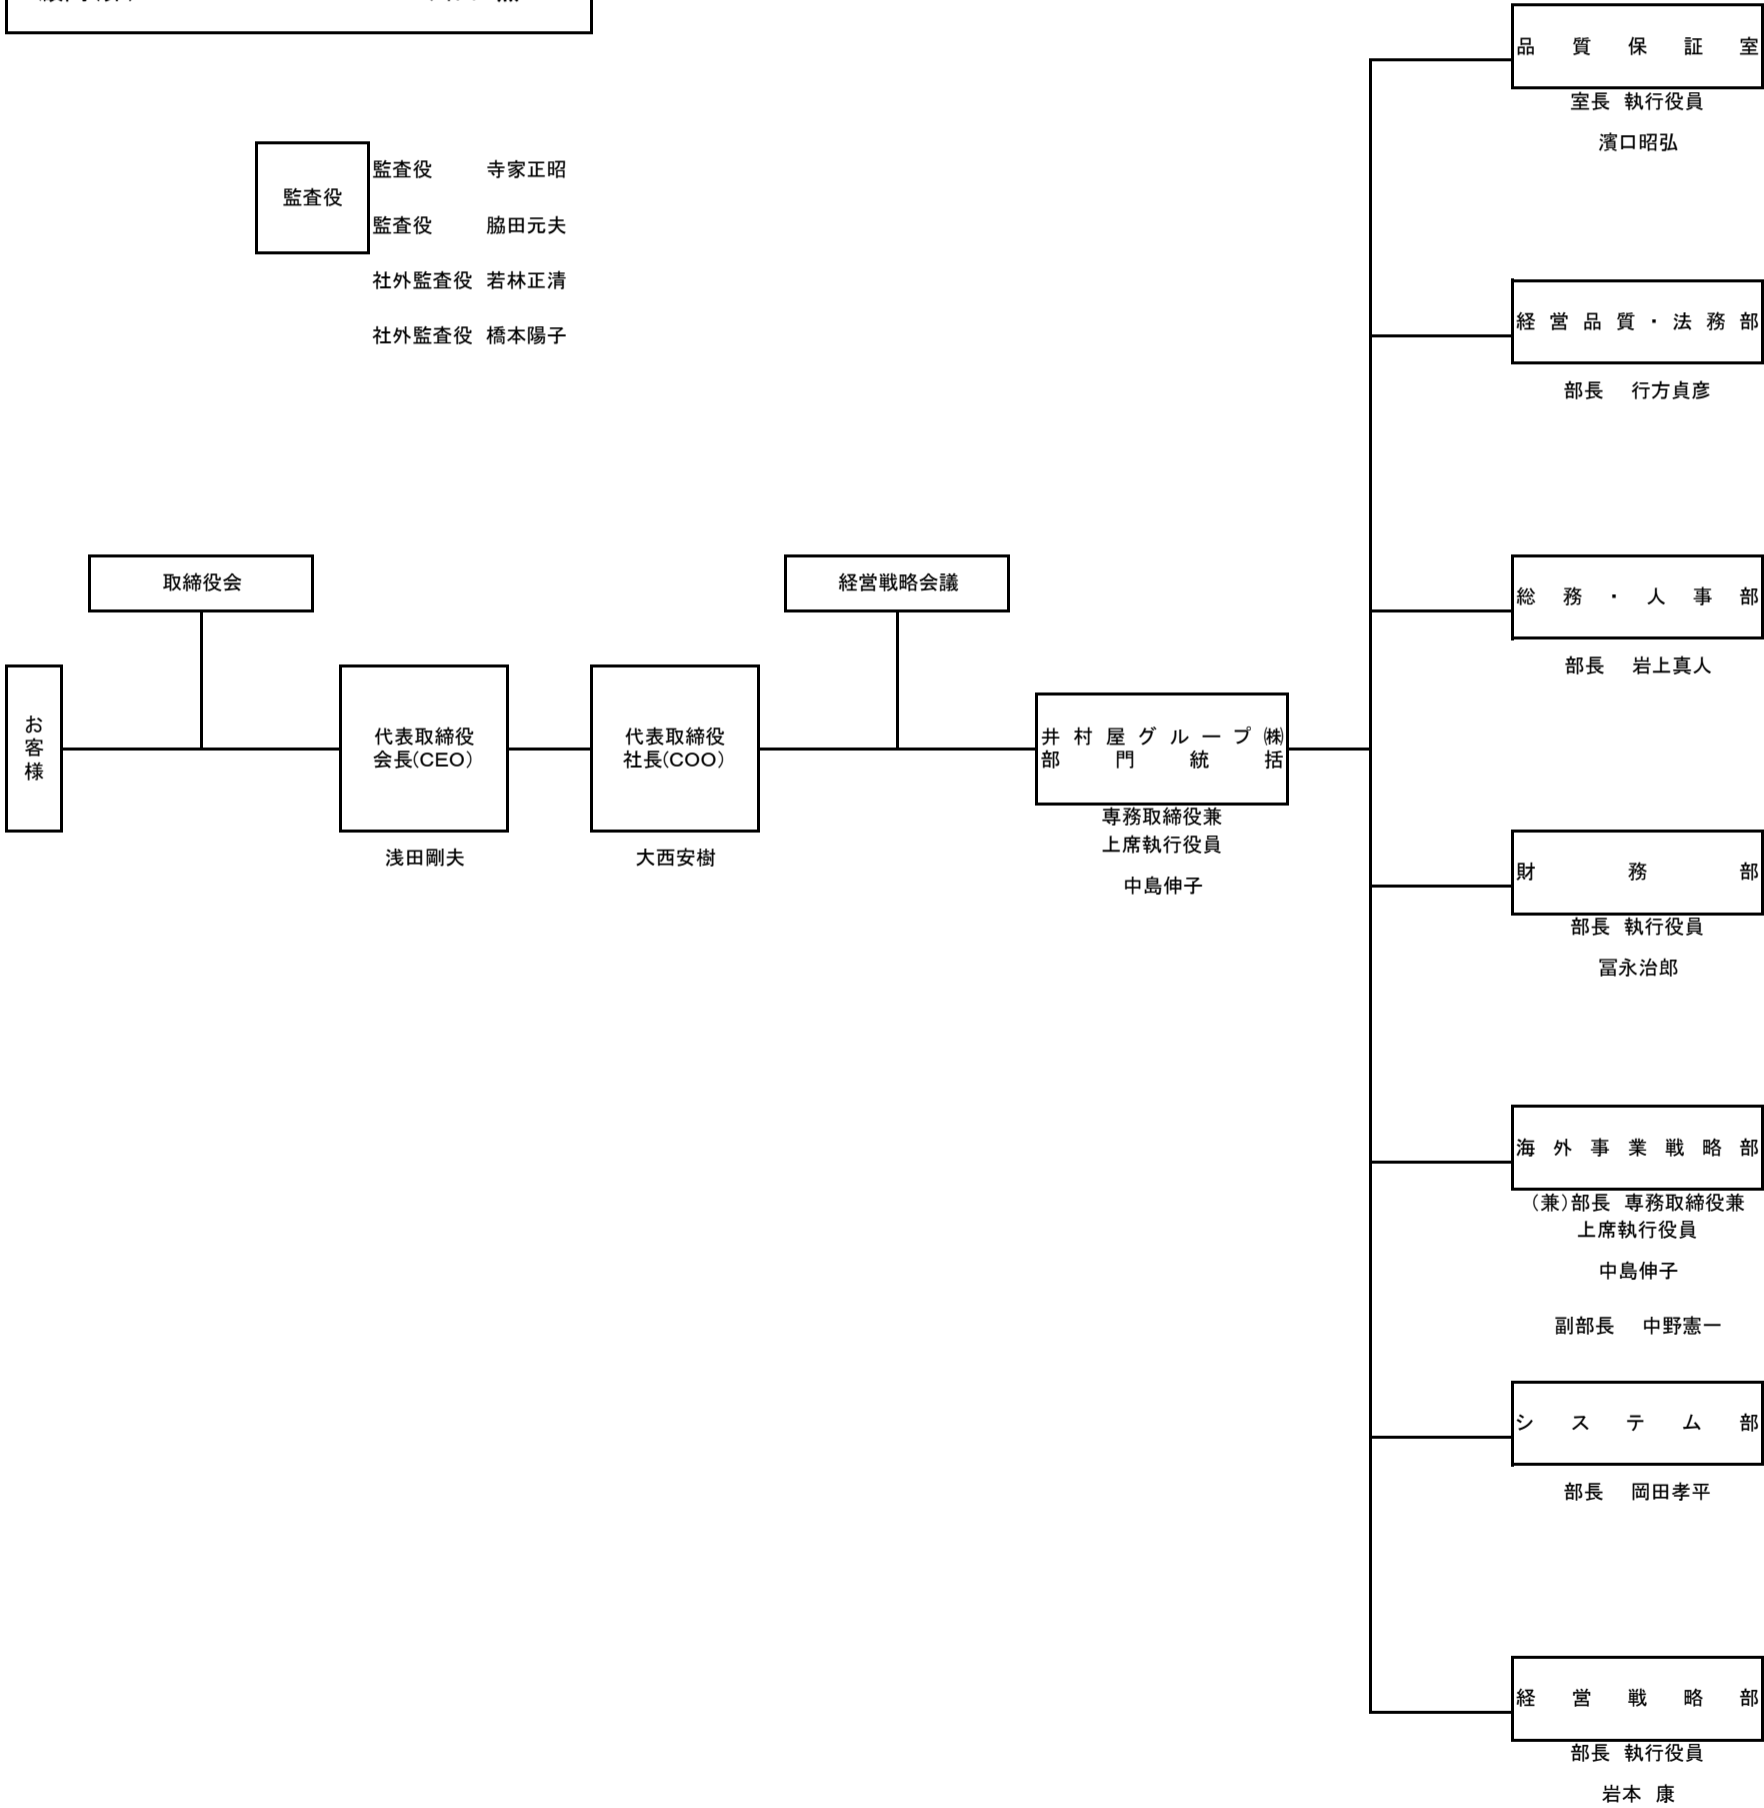 監査役
監査役 寺家正昭
監査役 脇田元夫
社外監査役 若林正清
社外監査役 橋本陽子
取締役会
経営戦略会議
お客様
代表取締役
会長(CEO)
浅田剛夫
代表取締役
社長(COO)
大西安樹
井村屋グループ㈱
部門統括
専務取締役兼
上席執行役員
中島伸子
品質保証室
室長 執行役員
濱口昭弘
経営品質・法務部
部長 行方貞彦
総務・人事部
部長 岩上真人
財務部
部長 執行役員
冨永治郎
海外事業戦略部
(兼)部長 専務取締役兼
上席執行役員
中島伸子
副部長 中野憲一
システム部
部長 岡田孝平
経営戦略部
部長 執行役員
岩本 康